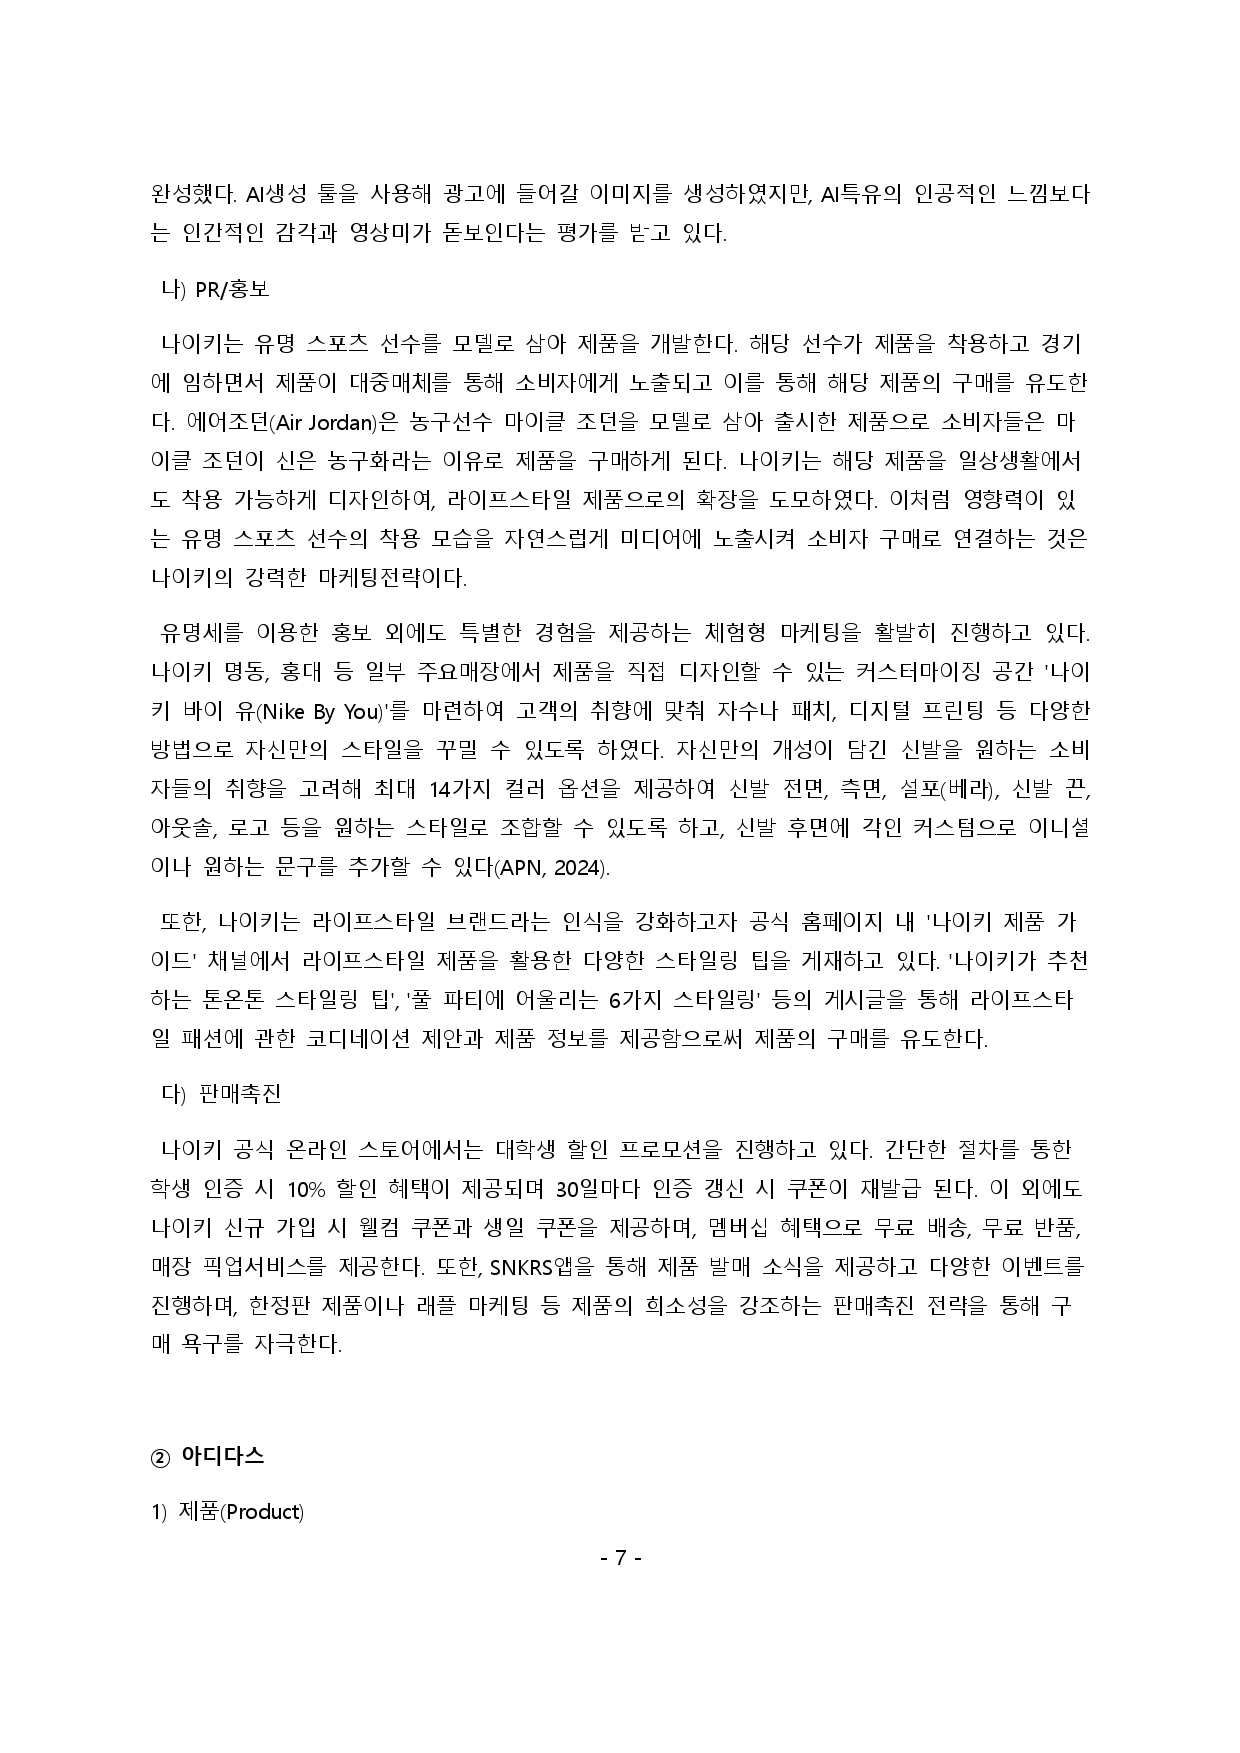 완성했다. AI생성 툴을 사용해 광고에 들어갈 이미지를 생성하였지만, AI특유의 인공적인 느낌보다
는 인간적인 감각과 영상미가 돋보인다는 평가를 받고 있다.
나) PR/홍보
나이키는 유명 스포츠 선수를 모델로 삼아 제품을 개발한다. 해당 선수가 제품을 착용하고 경기
에 임하면서 제품이 대중매체를 통해 소비자에게 노출되고 이를 통해 해당 제품의 구매를 유도한
다. 에어조던(Air Jordan)은 농구선수 마이클 조던을 모델로 삼아 출시한 제품으로 소비자들은 마
이클 조던이 신은 농구화라는 이유로 제품을 구매하게 된다. 나이키는 해당 제품을 일상생활에서
도 착용 가능하게 디자인하여, 라이프스타일 제품으로의 확장을 도모하였다. 이처럼 영향력이 있
는 유명 스포츠 선수의 착용 모습을 자연스럽게 미디어에 노출시켜 소비자 구매로 연결하는 것은
나이키의 강력한 마케팅전략이다.
유명세를 이용한 홍보 외에도 특별한 경험을 제공하는 체험형 마케팅을 활발히 진행하고 있다.
나이키 명동, 홍대 등 일부 주요매장에서 제품을 직접 디자인할 수 있는 커스터마이징 공간 '나이
키 바이 유(Nike By You)'를 마련하여 고객의 취향에 맞춰 자수나 패치, 디지털 프린팅 등 다양한
방법으로 자신만의 스타일을 꾸밀 수 있도록 하였다. 자신만의 개성이 담긴 신발을 원하는 소비
자들의 취향을 고려해 최대 14가지 컬러 옵션을 제공하여 신발 전면, 측면, 설포(베라), 신발 끈,
아웃솔, 로고 등을 원하는 스타일로 조합할 수 있도록 하고, 신발 후면에 각인 커스텀으로 이니셜
이나 원하는 문구를 추가할 수 있다(APN, 2024).
또한, 나이키는 라이프스타일 브랜드라는 인식을 강화하고자 공식 홈페이지 내 '나이키 제품 가
이드' 채널에서 라이프스타일 제품을 활용한 다양한 스타일링 팁을 게재하고 있다. '나이키가 추천
하는 톤온톤 스타일링 팁', '풀 파티에 어울리는 6가지 스타일링' 등의 게시글을 통해 라이프스타
일 패션에 관한 코디네이션 제안과 제품 정보를 제공함으로써 제품의 구매를 유도한다.
다) 판매촉진
나이키 공식 온라인 스토어에서는 대학생 할인 프로모션을 진행하고 있다. 간단한 절차를 통한
학생 인증 시 10% 할인 혜택이 제공되며 30일마다 인증 갱신 시 쿠폰이 재발급 된다. 이 외에도
나이키 신규 가입 시 웰컴 쿠폰과 생일 쿠폰을 제공하며, 멤버십 혜택으로 무료 배송, 무료 반품,
매장 픽업서비스를 제공한다. 또한, SNKRS앱을 통해 제품 발매 소식을 제공하고 다양한 이벤트를
진행하며, 한정판 제품이나 래플 마케팅 등 제품의 희소성을 강조하는 판매촉진 전략을 통해 구
매 욕구를 자극한다.
② 아디다스
1) 제품(Product)
- 7 -